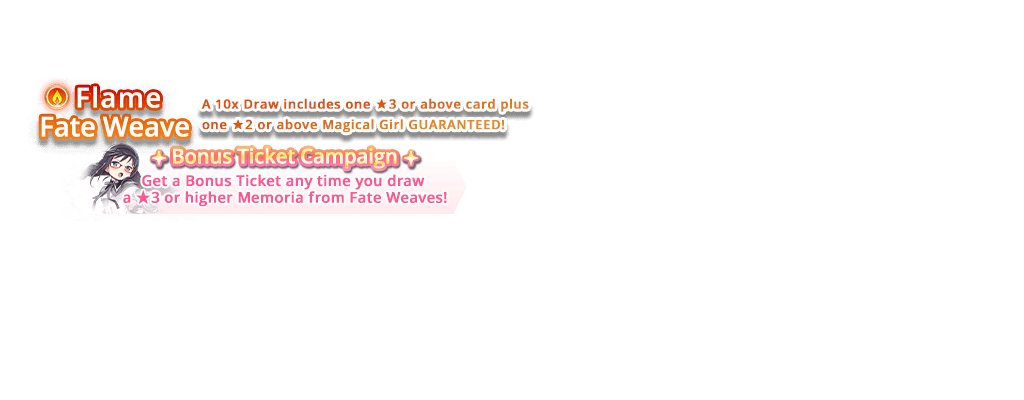 Flame
Fate Weave
A 10x Draw includes one ★3 or above card plus
one ★2 or above Magical Girl GUARANTEED!
Bonus Ticket Campaign
Get a Bonus Ticket any time you draw
a ★3 or higher Memoria from Fate Weaves!